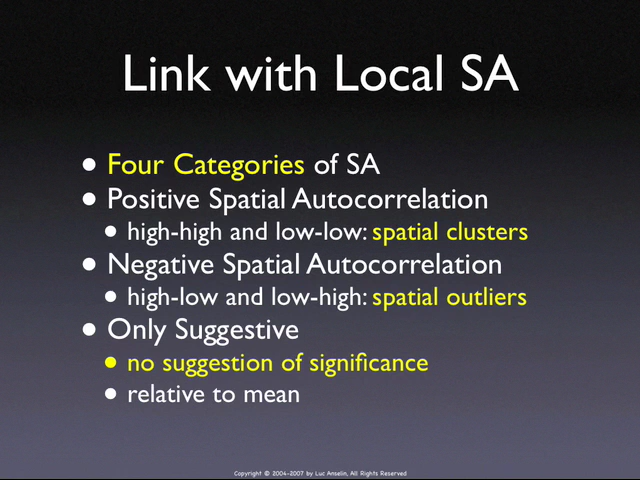 Link with Local SA
• Four Categories of SA
• Positive Spatial Autocorrelation
• high-high and low-low: spatial clusters
• Negative Spatial Autocorrelation
• high-low and low-high: spatial outliers
• Only Suggestive
• no suggestion of significance
• relative to mean
Copyright © 2004-2007 by Luc Anselin, All Rights Reserved